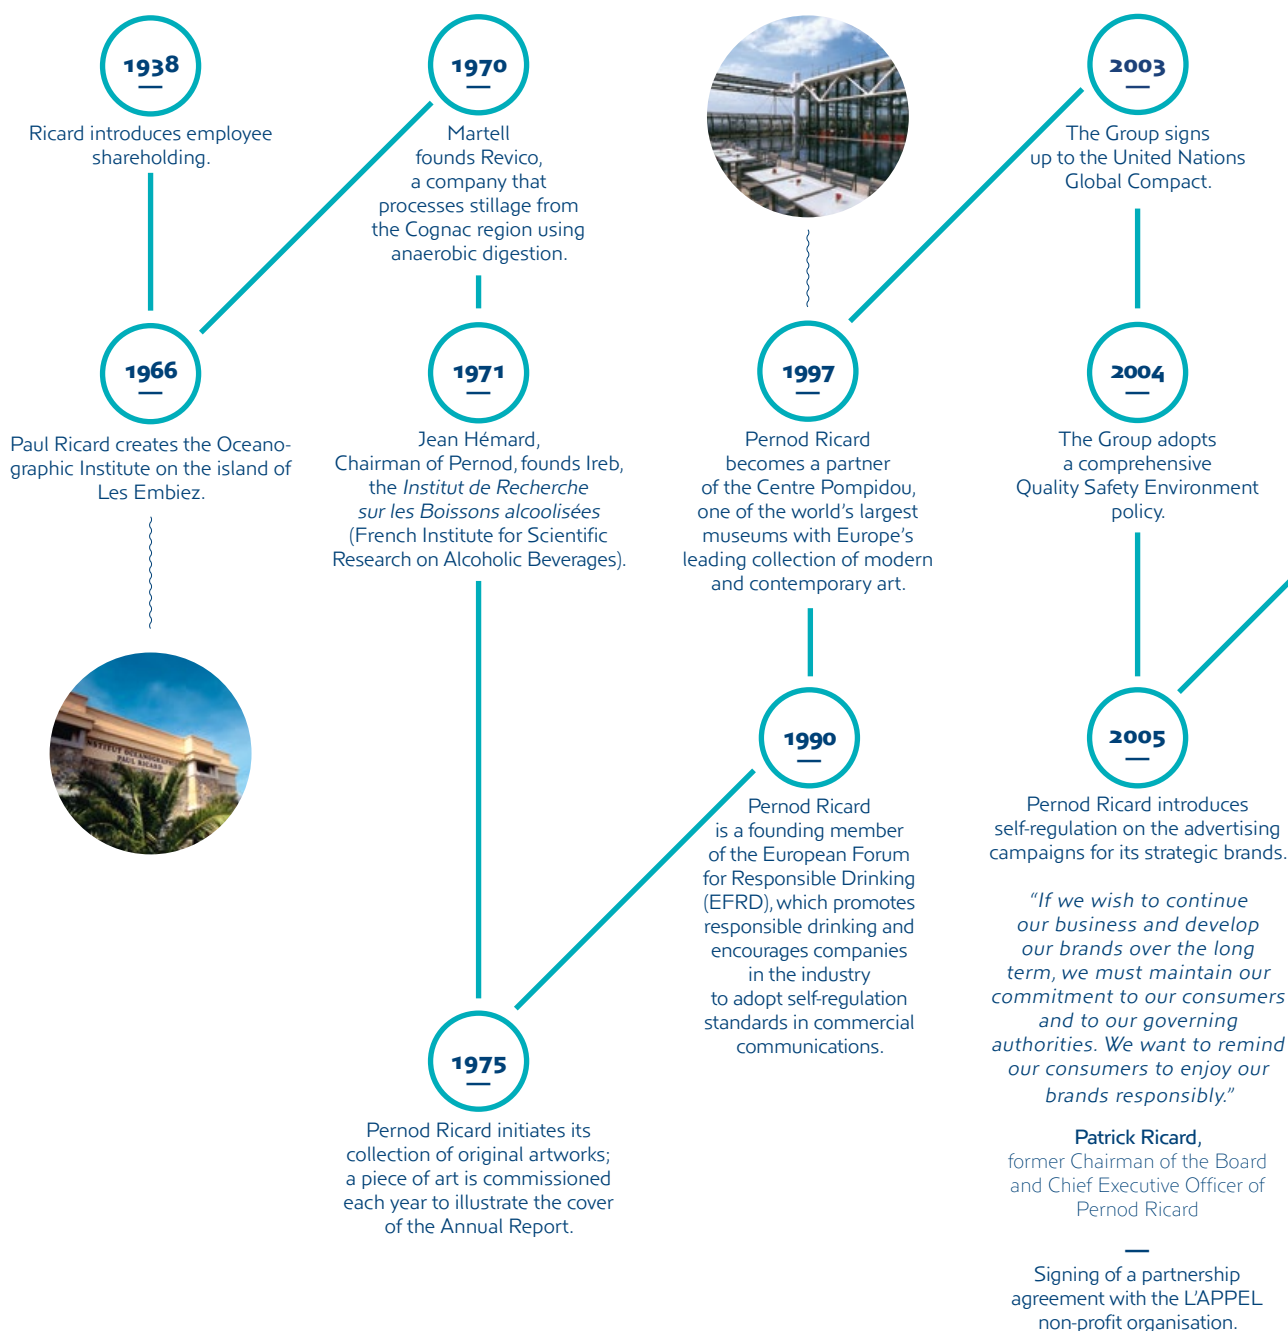 1938
Ricard introduces employee
shareholding.
1966
Paul Ricard creates the Oceano-
graphic Institute on the island of
Les Embiez.
INSTITUT OCEANOGRAPHIQUE
PAUL RICARD
1970
Martell
founds Revico,
a company that
processes stillage from
the Cognac region using
anaerobic digestion.
1971
Jean Hémard,
Chairman of Pernod, founds Ireb,
the Institut de Recherche
sur les Boissons alcoolisées
(French Institute for Scientific
Research on Alcoholic Beverages).
1975
Pernod Ricard initiates its
collection of original artworks;
a piece of art is commissioned
each year to illustrate the cover
of the Annual Report.
1990
Pernod Ricard
is a founding member
of the European Forum
for Responsible Drinking
(EFRD), which promotes
responsible drinking and
encourages companies
in the industry
to adopt self-regulation
standards in commercial
communications.
1997
Pernod Ricard
becomes a partner
of the Centre Pompidou,
one of the world's largest
museums with Europe's
leading collection of modern
and contemporary art.
2003
The Group signs
up to the United Nations
Global Compact.
2004
The Group adopts
a comprehensive
Quality Safety Environment
policy.
2005
Pernod Ricard introduces
self-regulation on the advertising
campaigns for its strategic brands.
"If we wish to continue
our business and develop
our brands over the long
term, we must maintain our
commitment to our consumers
and to our governing
authorities. We want to remind
our consumers to enjoy our
brands responsibly."
Patrick Ricard,
former Chairman of the Board
and Chief Executive Officer of
Pernod Ricard
Signing of a partnership
agreement with the L'APPEL
non-profit organisation.